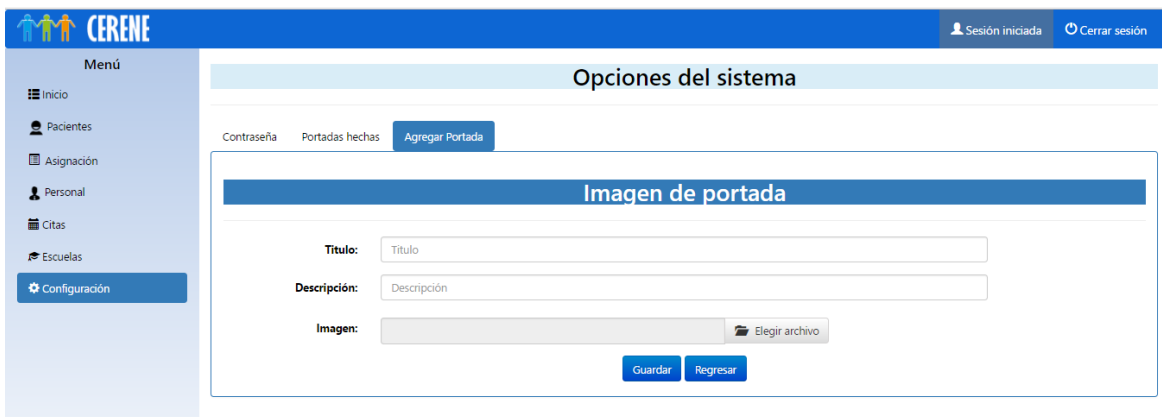 CERENE
Sesión iniciada
Cerrar sesión
Menú
Inicio
Pacientes
Asignación
Personal
Citas
Escuelas
Configuración
Opciones del sistema
Contraseña Portadas hechas Agregar Portada
Imagen de portada
Titulo: Titulo
Descripción: Descripción
Imagen: Elegir archivo
Guardar Regresar